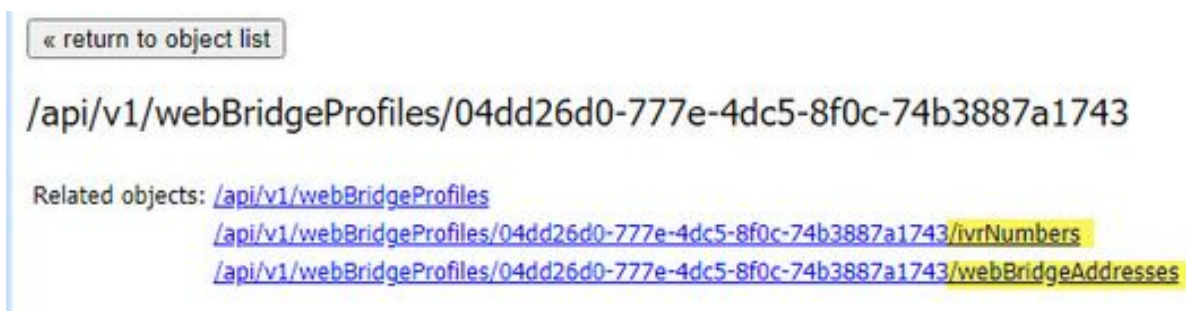 « return to object list
/api/v1/webBridgeProfiles/04dd26d0-777e-4dc5-8f0c-74b3887a1743
Related objects: /api/v1/webBridgeProfiles
/api/v1/webBridgeProfiles/04dd26d0-777e-4dc5-8f0c-74b3887a1743/ivrNumbers
/api/v1/webBridgeProfiles/04dd26d0-777e-4dc5-8f0c-74b3887a1743/webBridgeAddresses